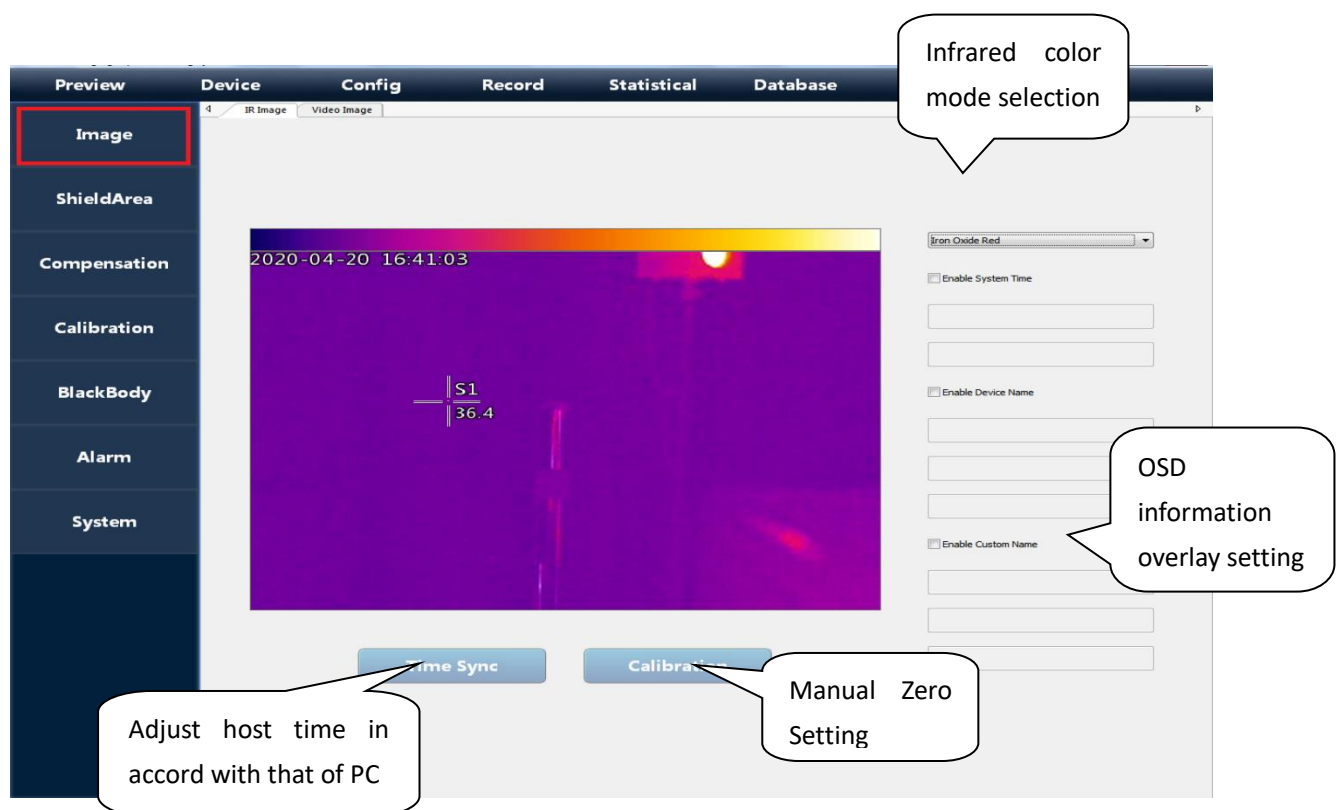 Infrared color
mode selection
Preview Device Config Record Statistical Database
IR Image Video Image
Image
ShieldArea
Compensation
Calibration
BlackBody
Alarm
System
2020-04-20 16:41:03
S1
36.4
Iron Oxide Red
Enable System Time
Enable Device Name
Enable Custom Name
OSD
information
overlay setting
Time Sync
Calibration
Adjust host time in
accord with that of PC
Manual Zero
Setting